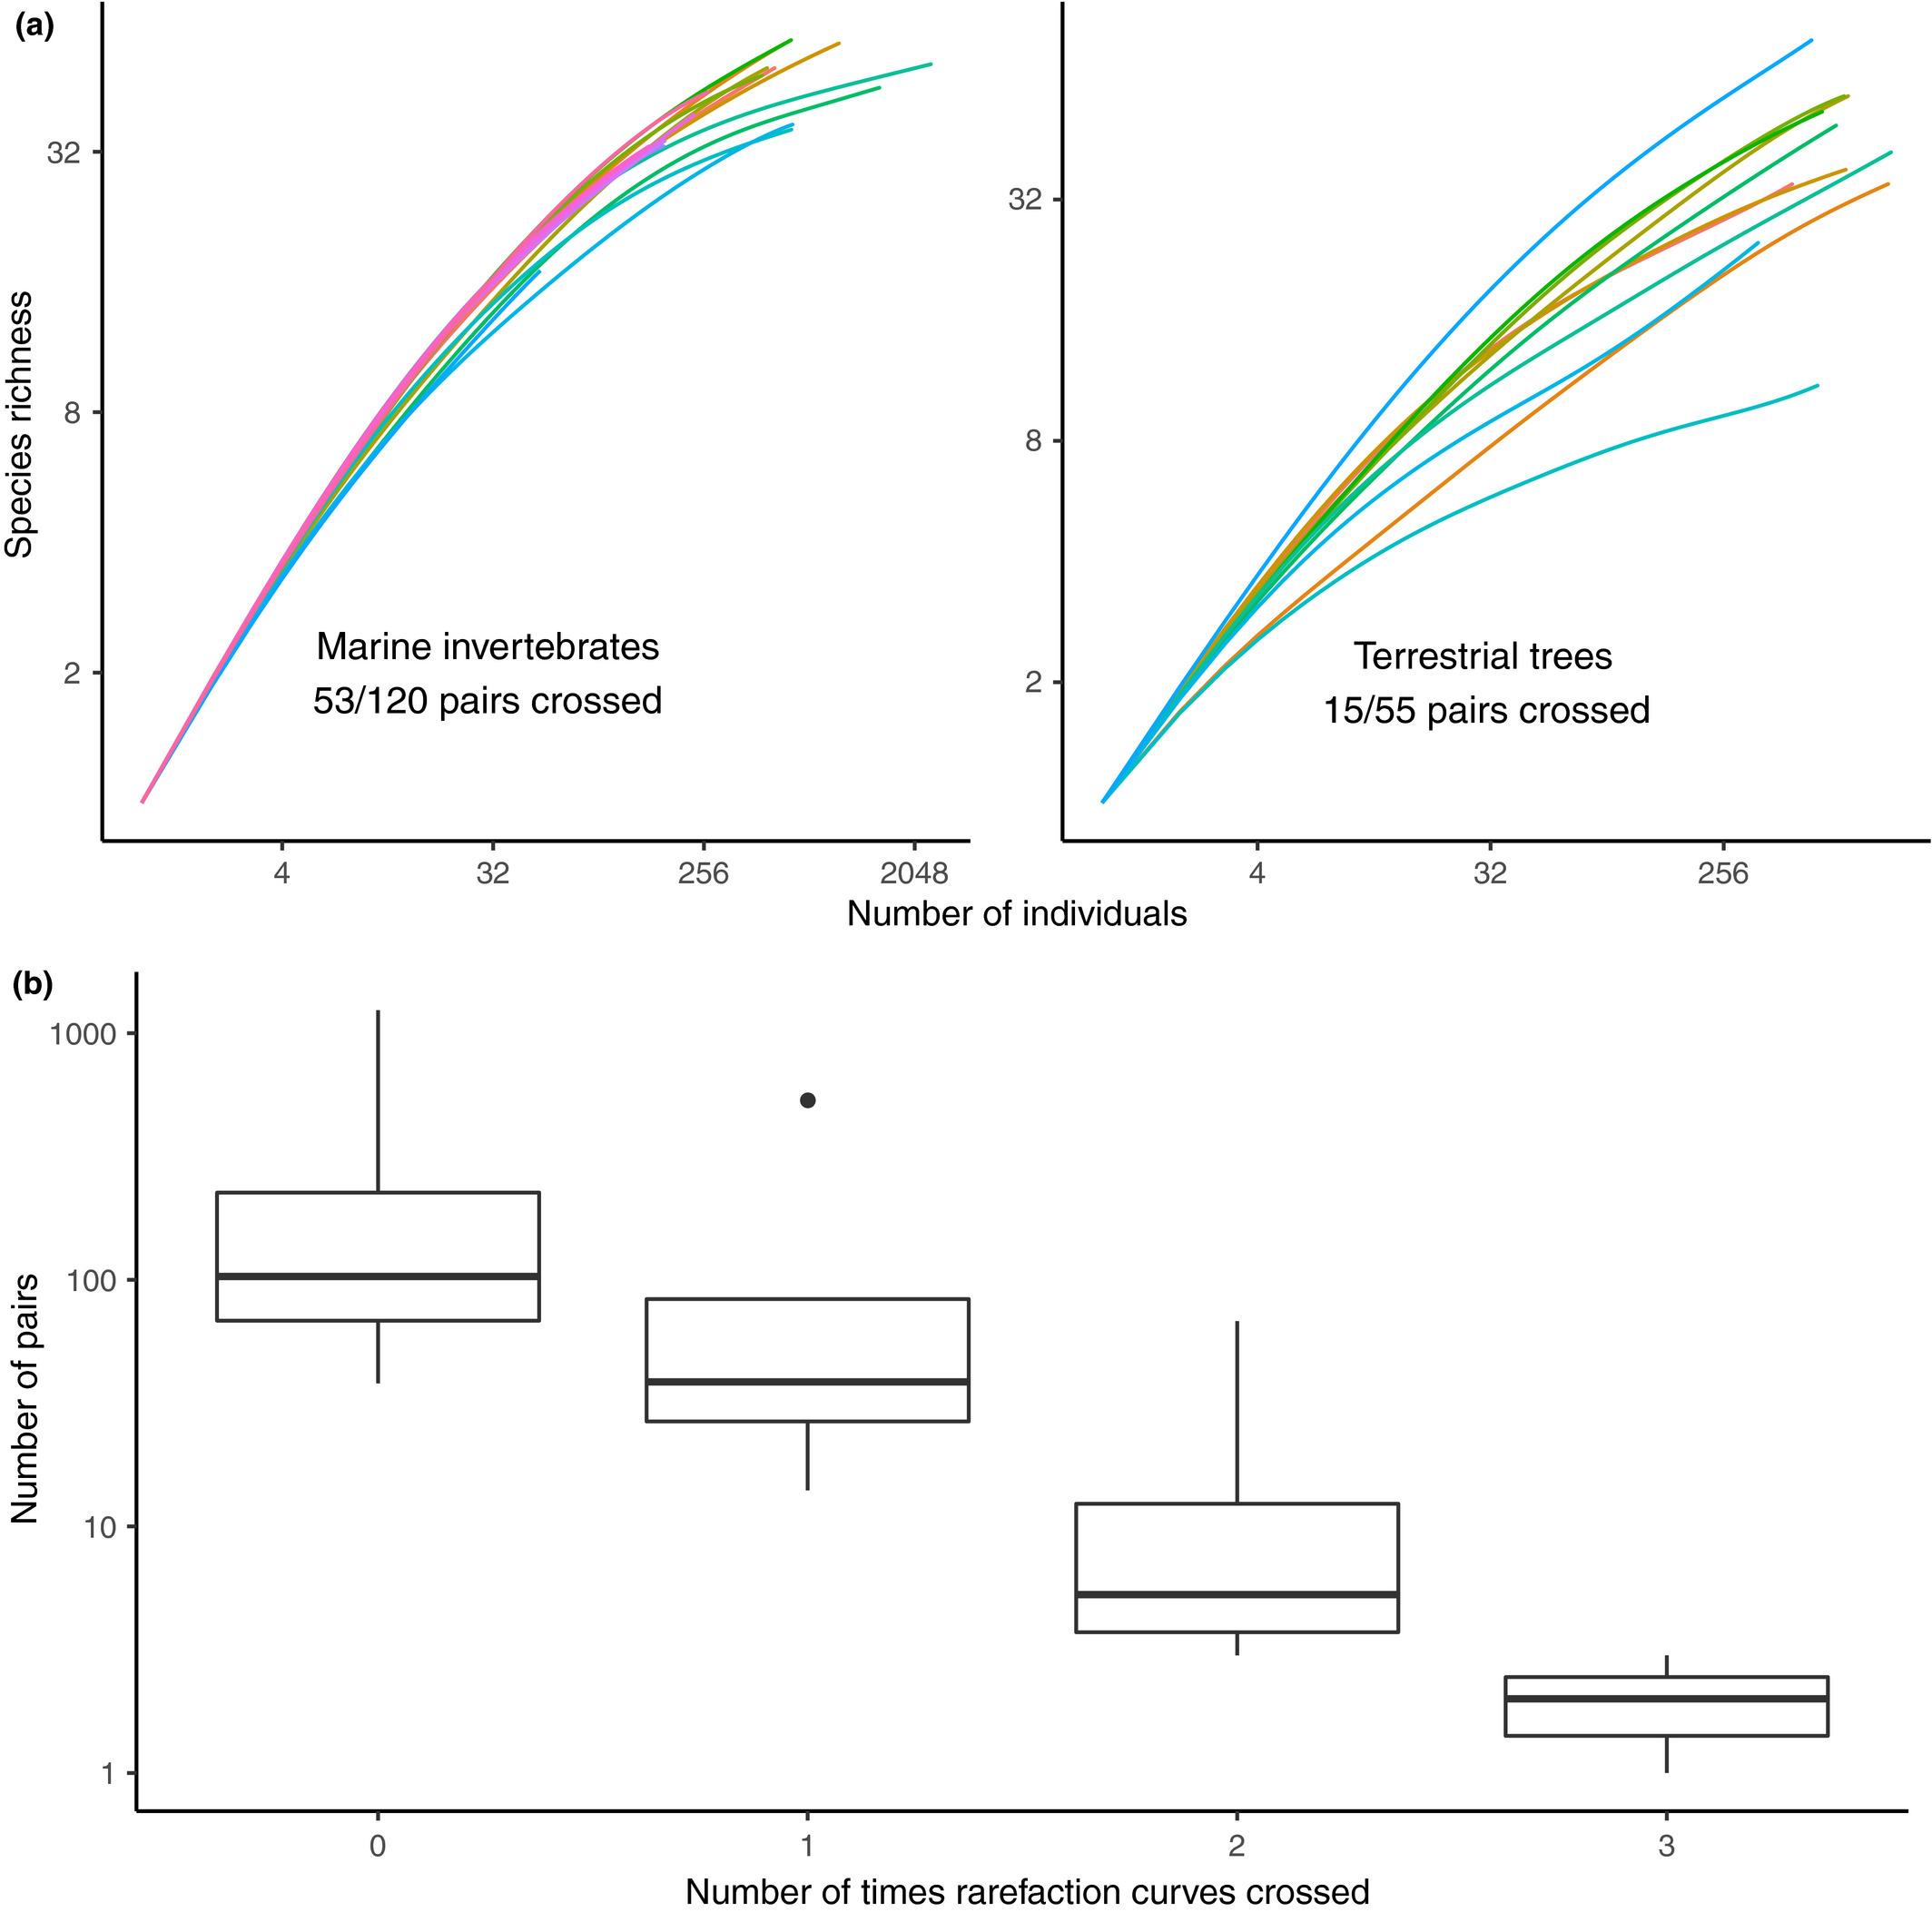 (a)
Species richness
32
8
2
Marine invertebrates
53/120 pairs crossed
4
32
256
2048
32
8
2
Terrestrial trees
15/55 pairs crossed
4
32
256
Number of individuals
(b)
Number of pairs
1000
100
10
1
0
1
2
3
Number of times rarefaction curves crossed